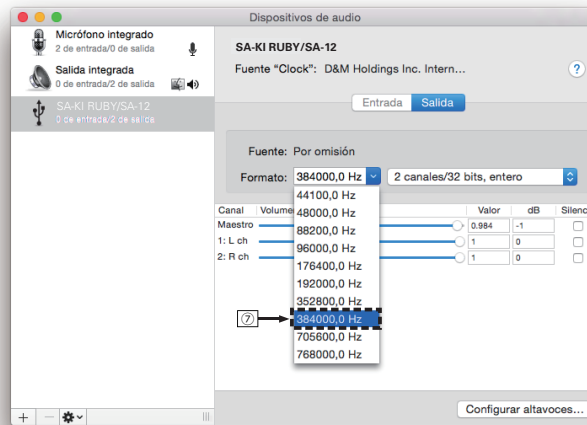 Dispositivos de audio
Micrófono integrado
2 de entrada/0 de salida
Salida integrada
0 de entrada/2 de salida
SA-KI RUBY/SA-12
0 de entrada/2 de salida
SA-KI RUBY/SA-12
Fuente “Clock”: D&M Holdings Inc. Intern...
?
Entrada Salida
Fuente: Por omisión
Formato: 384000,0 Hz 2 canales/32 bits, entero
44100,0 Hz
48000,0 Hz
88200,0 Hz
96000,0 Hz
176400,0 Hz
192000,0 Hz
352800,0 Hz
⑦ 384000,0 Hz
705600,0 Hz
768000,0 Hz
Canal Volume Valor dB Silenc
Maestro 0.984 -1
1: L ch 1 0
2: R ch 1 0
Configurar altavoces...